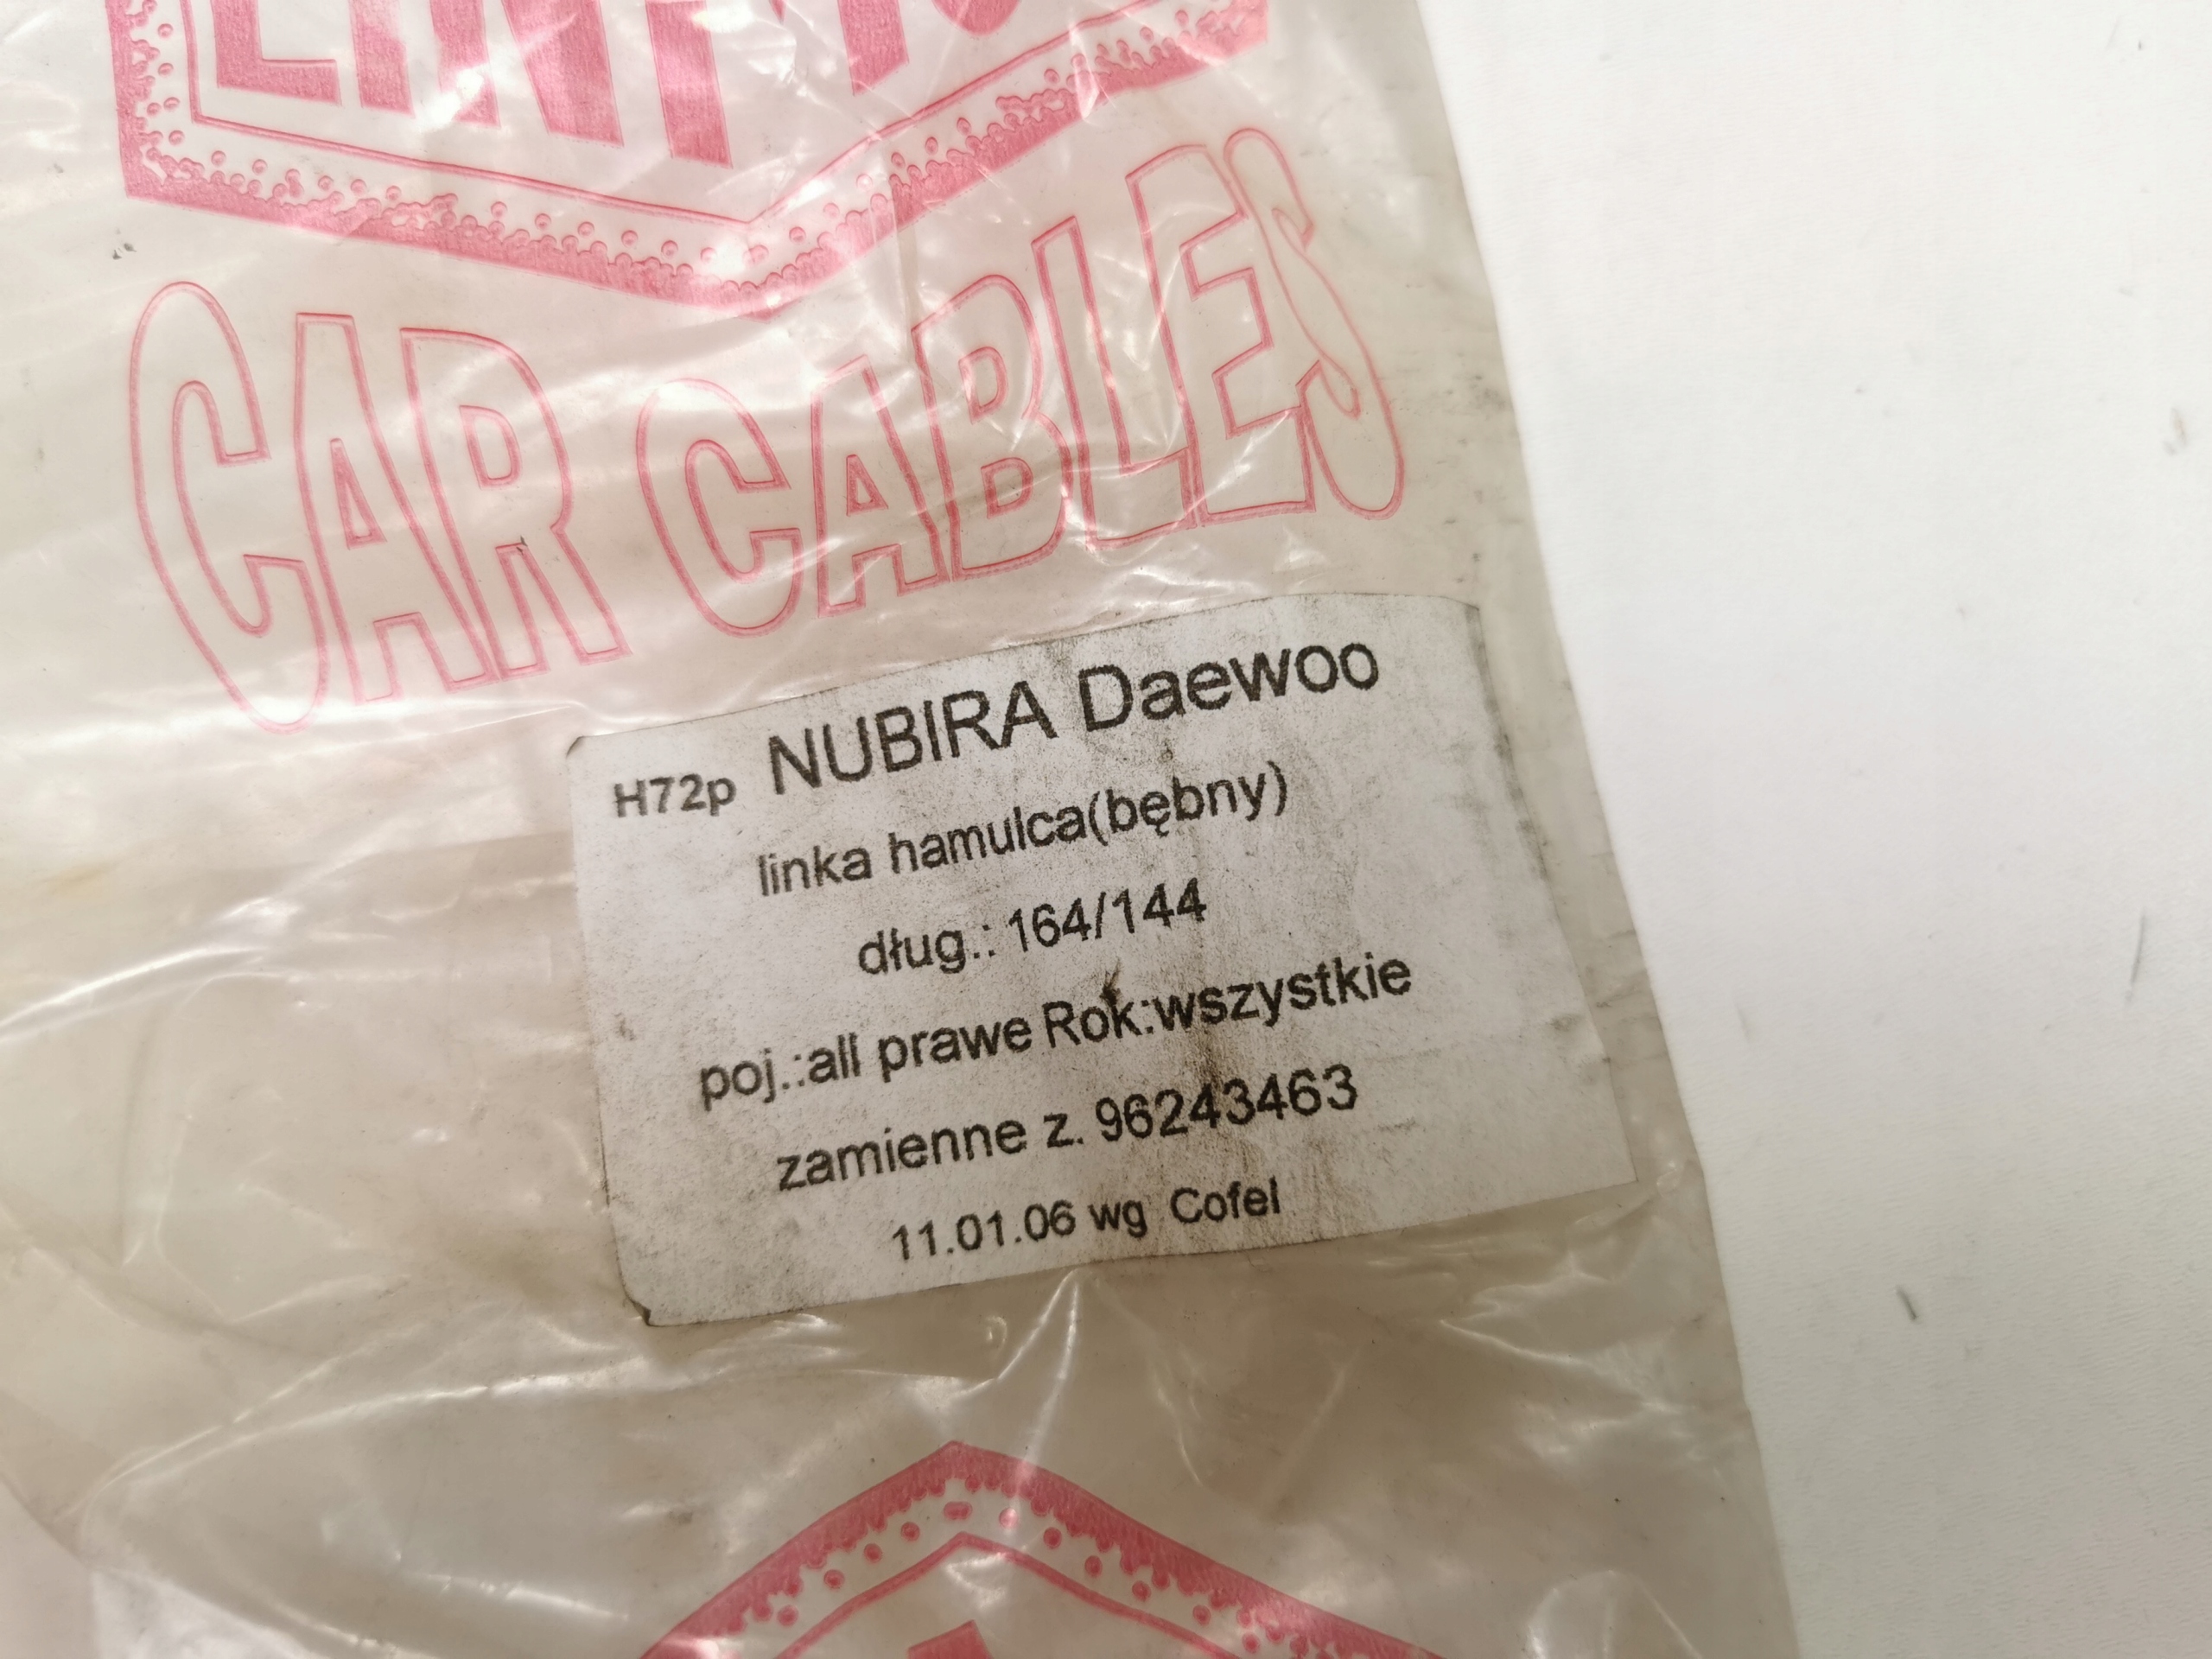 CAR CABLES
H72p NUBIRA Daewoo
linka hamulca(bębny)
dług.: 164/144
poj.:all prawe Rok:wszystkie
zamienne z. 96243463
11.01.06 wg Cofel